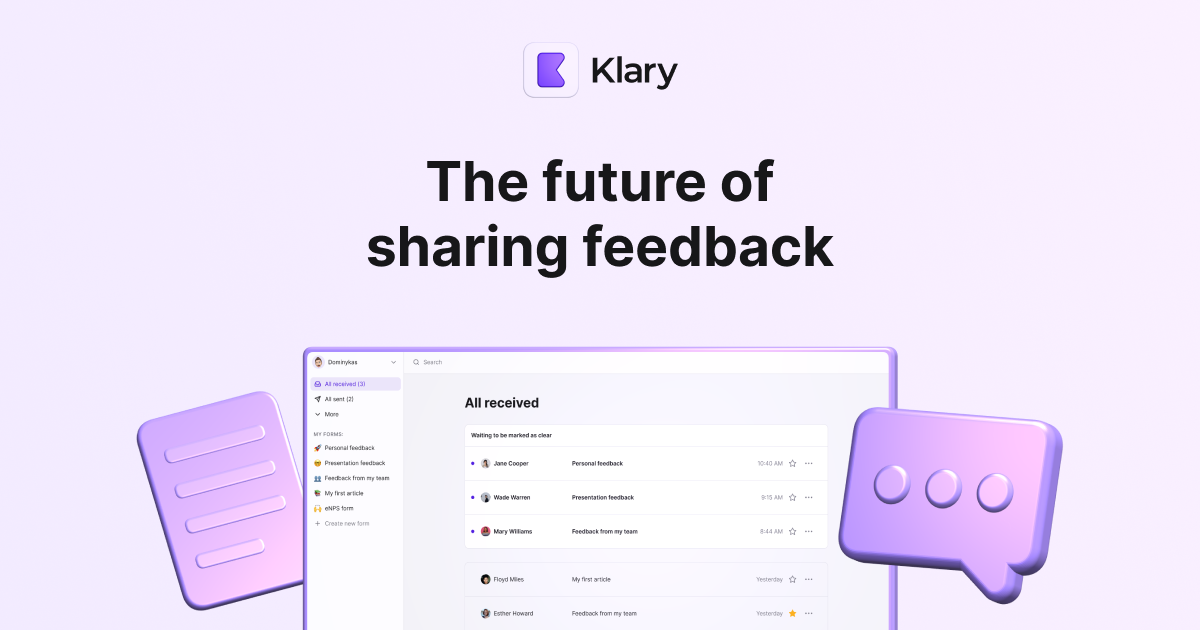 Klary
The future of
sharing feedback
Dominykas
Search
All received (3)
All sent (2)
More
MY FORMS:
Personal feedback
Presentation feedback
Feedback from my team
My first article
eNPS form
Create new form
All received
Waiting to be marked as clear
Jane Cooper Personal feedback 10:40 AM
Wade Warren Presentation feedback 9:15 AM
Mary Williams Feedback from my team 8:44 AM
Floyd Miles My first article Yesterday
Esther Howard Feedback from my team Yesterday